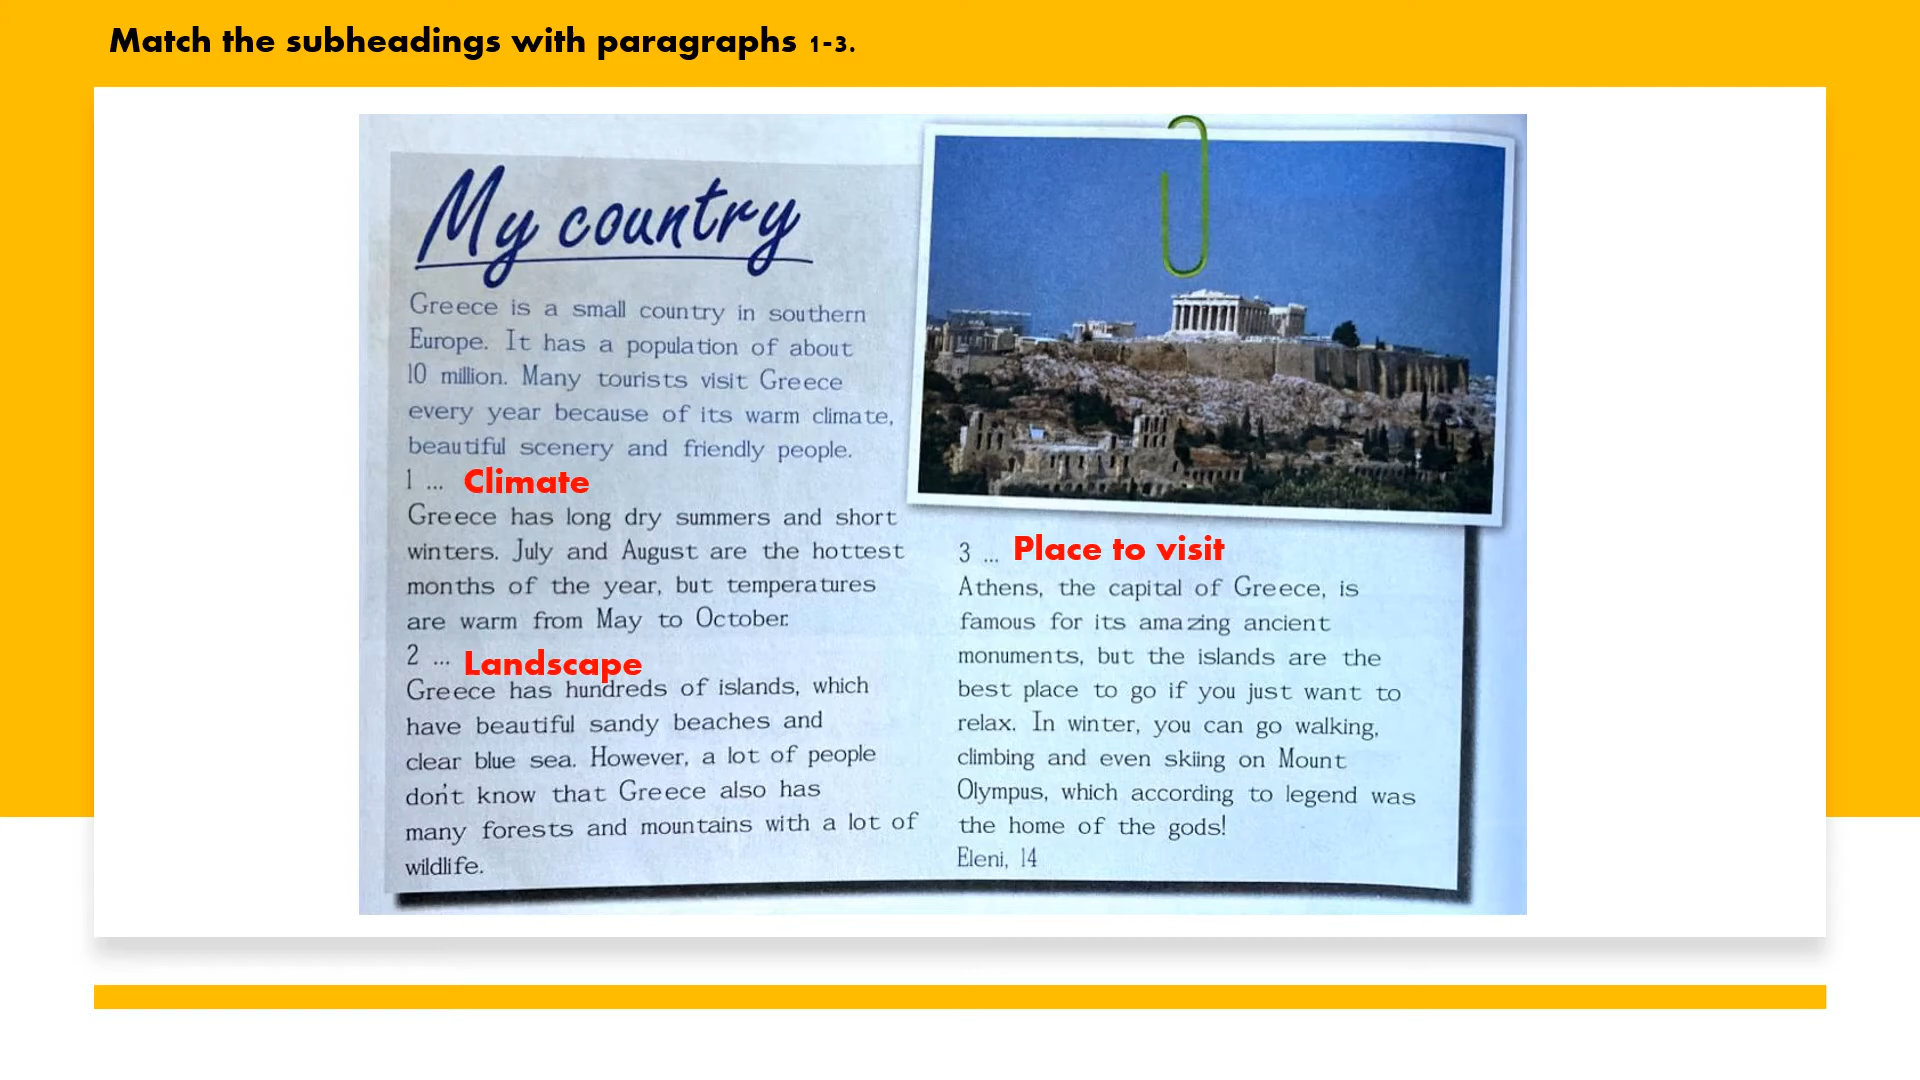 Match the subheadings with paragraphs 1-3.
My country
Greece is a small country in southern
Europe. It has a population of about
10 million. Many tourists visit Greece
every year because of its warm climate,
beautiful scenery and friendly people.
1 ... Climate
Greece has long dry summers and short
winters. July and August are the hottest
months of the year, but temperatures
are warm from May to October.
2 ... Landscape
Greece has hundreds of islands, which
have beautiful sandy beaches and
clear blue sea. However, a lot of people
don't know that Greece also has
many forests and mountains with a lot of
wildlife.
3 ... Place to visit
Athens, the capital of Greece, is
famous for its amazing ancient
monuments, but the islands are the
best place to go if you just want to
relax. In winter, you can go walking,
climbing and even skiing on Mount
Olympus, which according to legend was
the home of the gods!
Eleni, 14